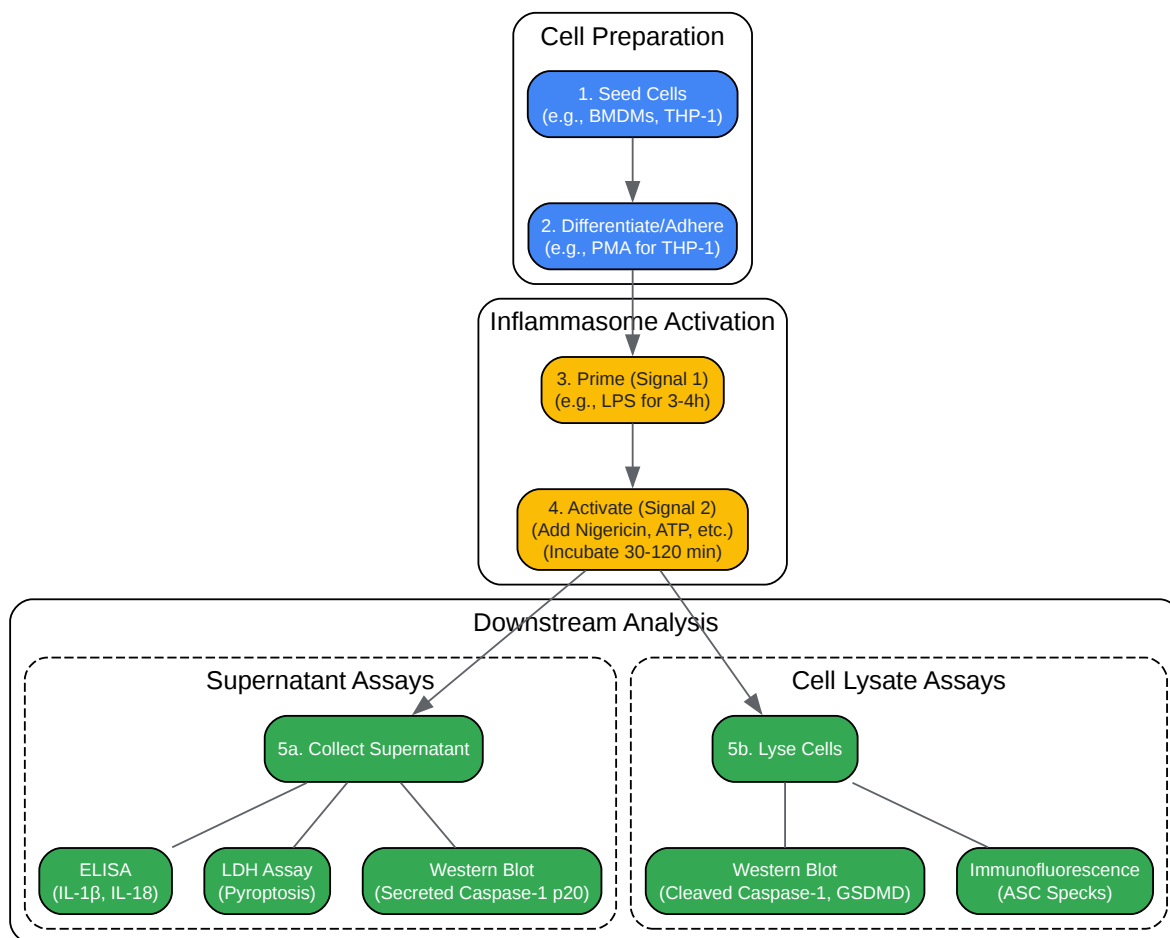 Cell Preparation
1. Seed Cells
(e.g., BMDMs, THP-1)
2. Differentiate/Adhere
(e.g., PMA for THP-1)
Inflammasome Activation
3. Prime (Signal 1)
(e.g., LPS for 3-4h)
4. Activate (Signal 2)
(Add Nigericin, ATP, etc.)
(Incubate 30-120 min)
Downstream Analysis
Supernatant Assays
5a. Collect Supernatant
ELISA
(IL-1β, IL-18)
LDH Assay
(Pyroptosis)
Western Blot
(Secreted Caspase-1 p20)
Cell Lysate Assays
5b. Lyse Cells
Western Blot
(Cleaved Caspase-1, GSDMD)
Immunofluorescence
(ASC Specks)